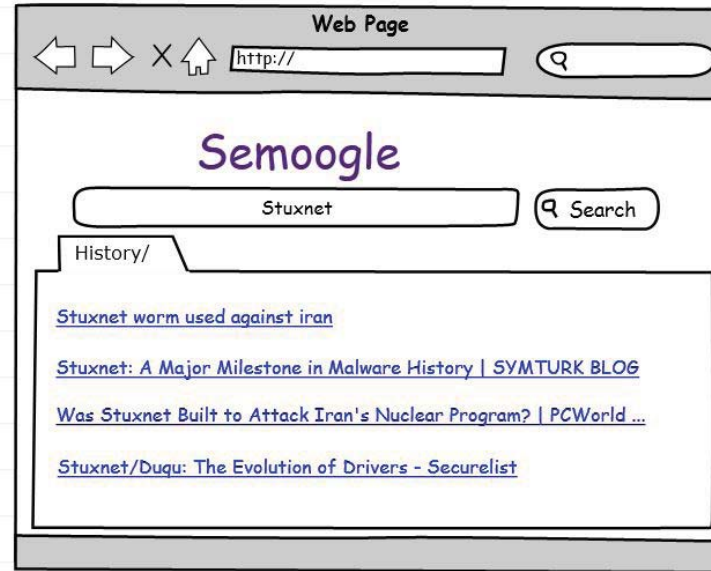 Web Page
http://
Semoogle
Stuxnet
Search
History/
Stuxnet worm used against iran
Stuxnet: A Major Milestone in Malware History | SYMTURK BLOG
Was Stuxnet Built to Attack Iran's Nuclear Program? | PCWorld ...
Stuxnet/Duqu: The Evolution of Drivers - Securelist